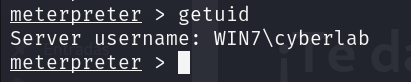 meterpreter > getuid
Server username: WIN7\cyberlab
meterpreter >